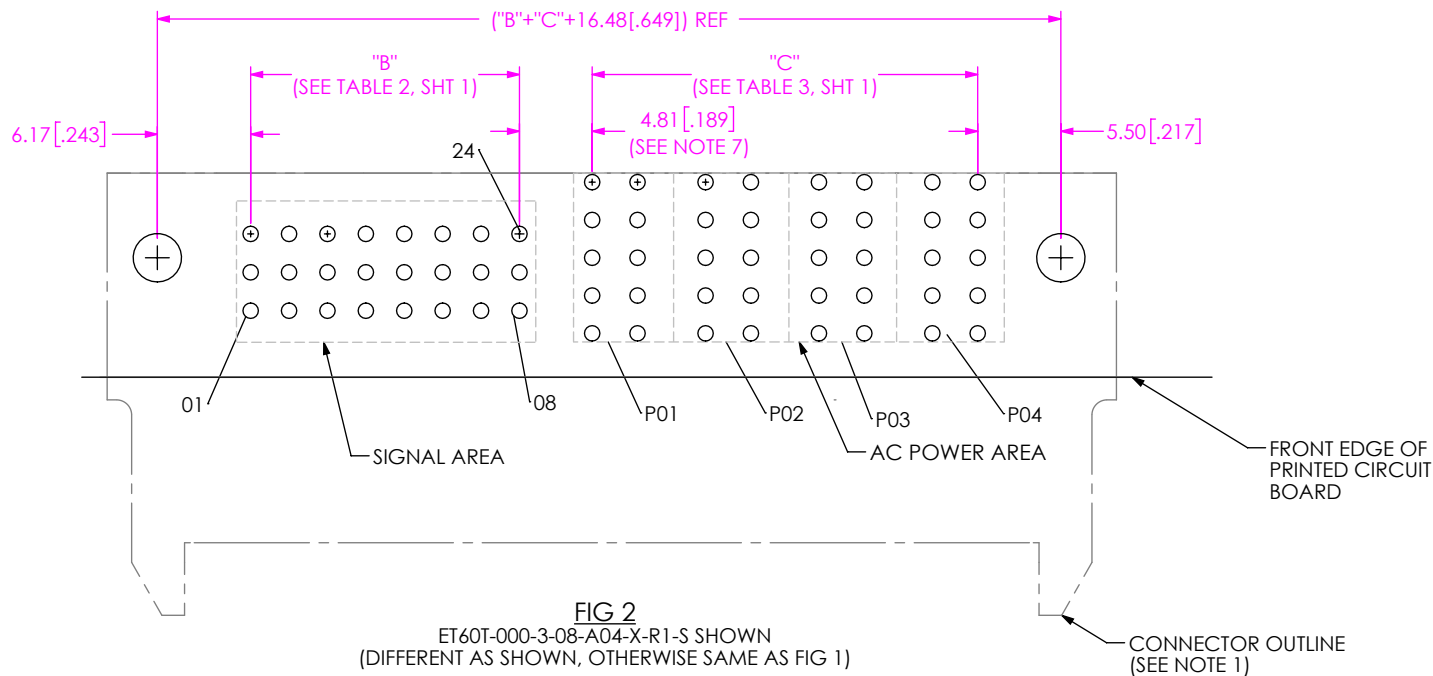 ("B"+"C"+16.48[.649]) REF
"B"
(SEE TABLE 2, SHT 1)
"C"
(SEE TABLE 3, SHT 1)
6.17[.243]
4.81[.189]
(SEE NOTE 7)
5.50[.217]
24
01
08
P01
P02
P03
P04
SIGNAL AREA
AC POWER AREA
FRONT EDGE OF
PRINTED CIRCUIT
BOARD
FIG 2
ET60T-000-3-08-A04-X-R1-S SHOWN
(DIFFERENT AS SHOWN, OTHERWISE SAME AS FIG 1)
CONNECTOR OUTLINE
(SEE NOTE 1)